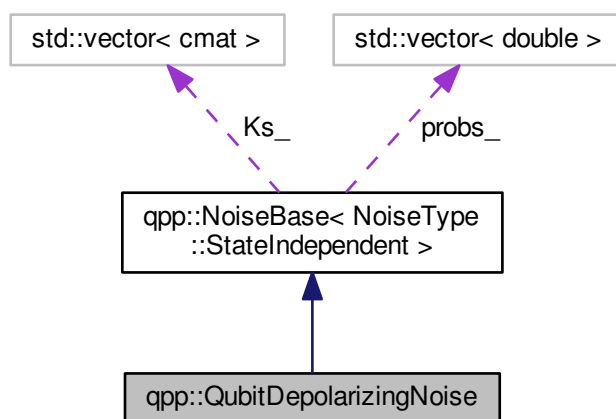 std::vector< cmat >
std::vector< double >
Ks_
probs_
qpp::NoiseBase< NoiseType
::StateIndependent >
qpp::QubitDepolarizingNoise